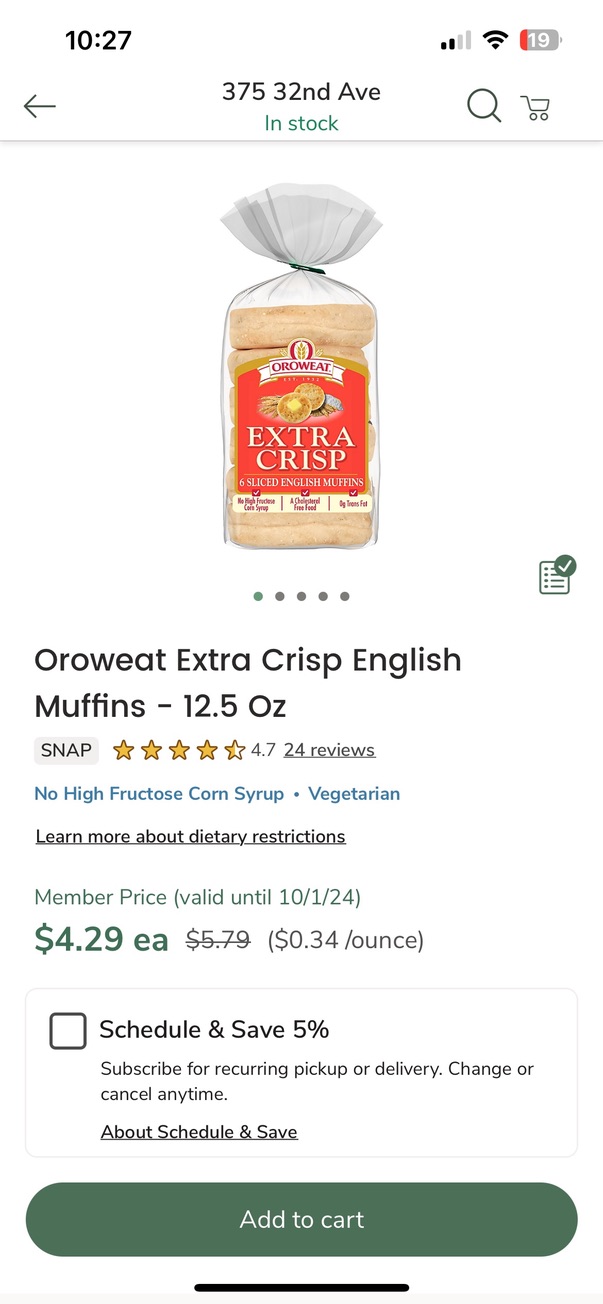 10:27
19
375 32nd Ave
In stock
OROWEAT
EST. 1932
EXTRA
CRISP
6 SLICED ENGLISH MUFFINS
No High Fructose
Corn Syrup
A Cholesterol
Free Food
0g Trans Fat
Oroweat Extra Crisp English
Muffins - 12.5 Oz
SNAP 4.7 24 reviews
No High Fructose Corn Syrup • Vegetarian
Learn more about dietary restrictions
Member Price (valid until 10/1/24)
$4.29 ea $5.79 ($0.34 /ounce)
Schedule & Save 5%
Subscribe for recurring pickup or delivery. Change or
cancel anytime.
About Schedule & Save
Add to cart